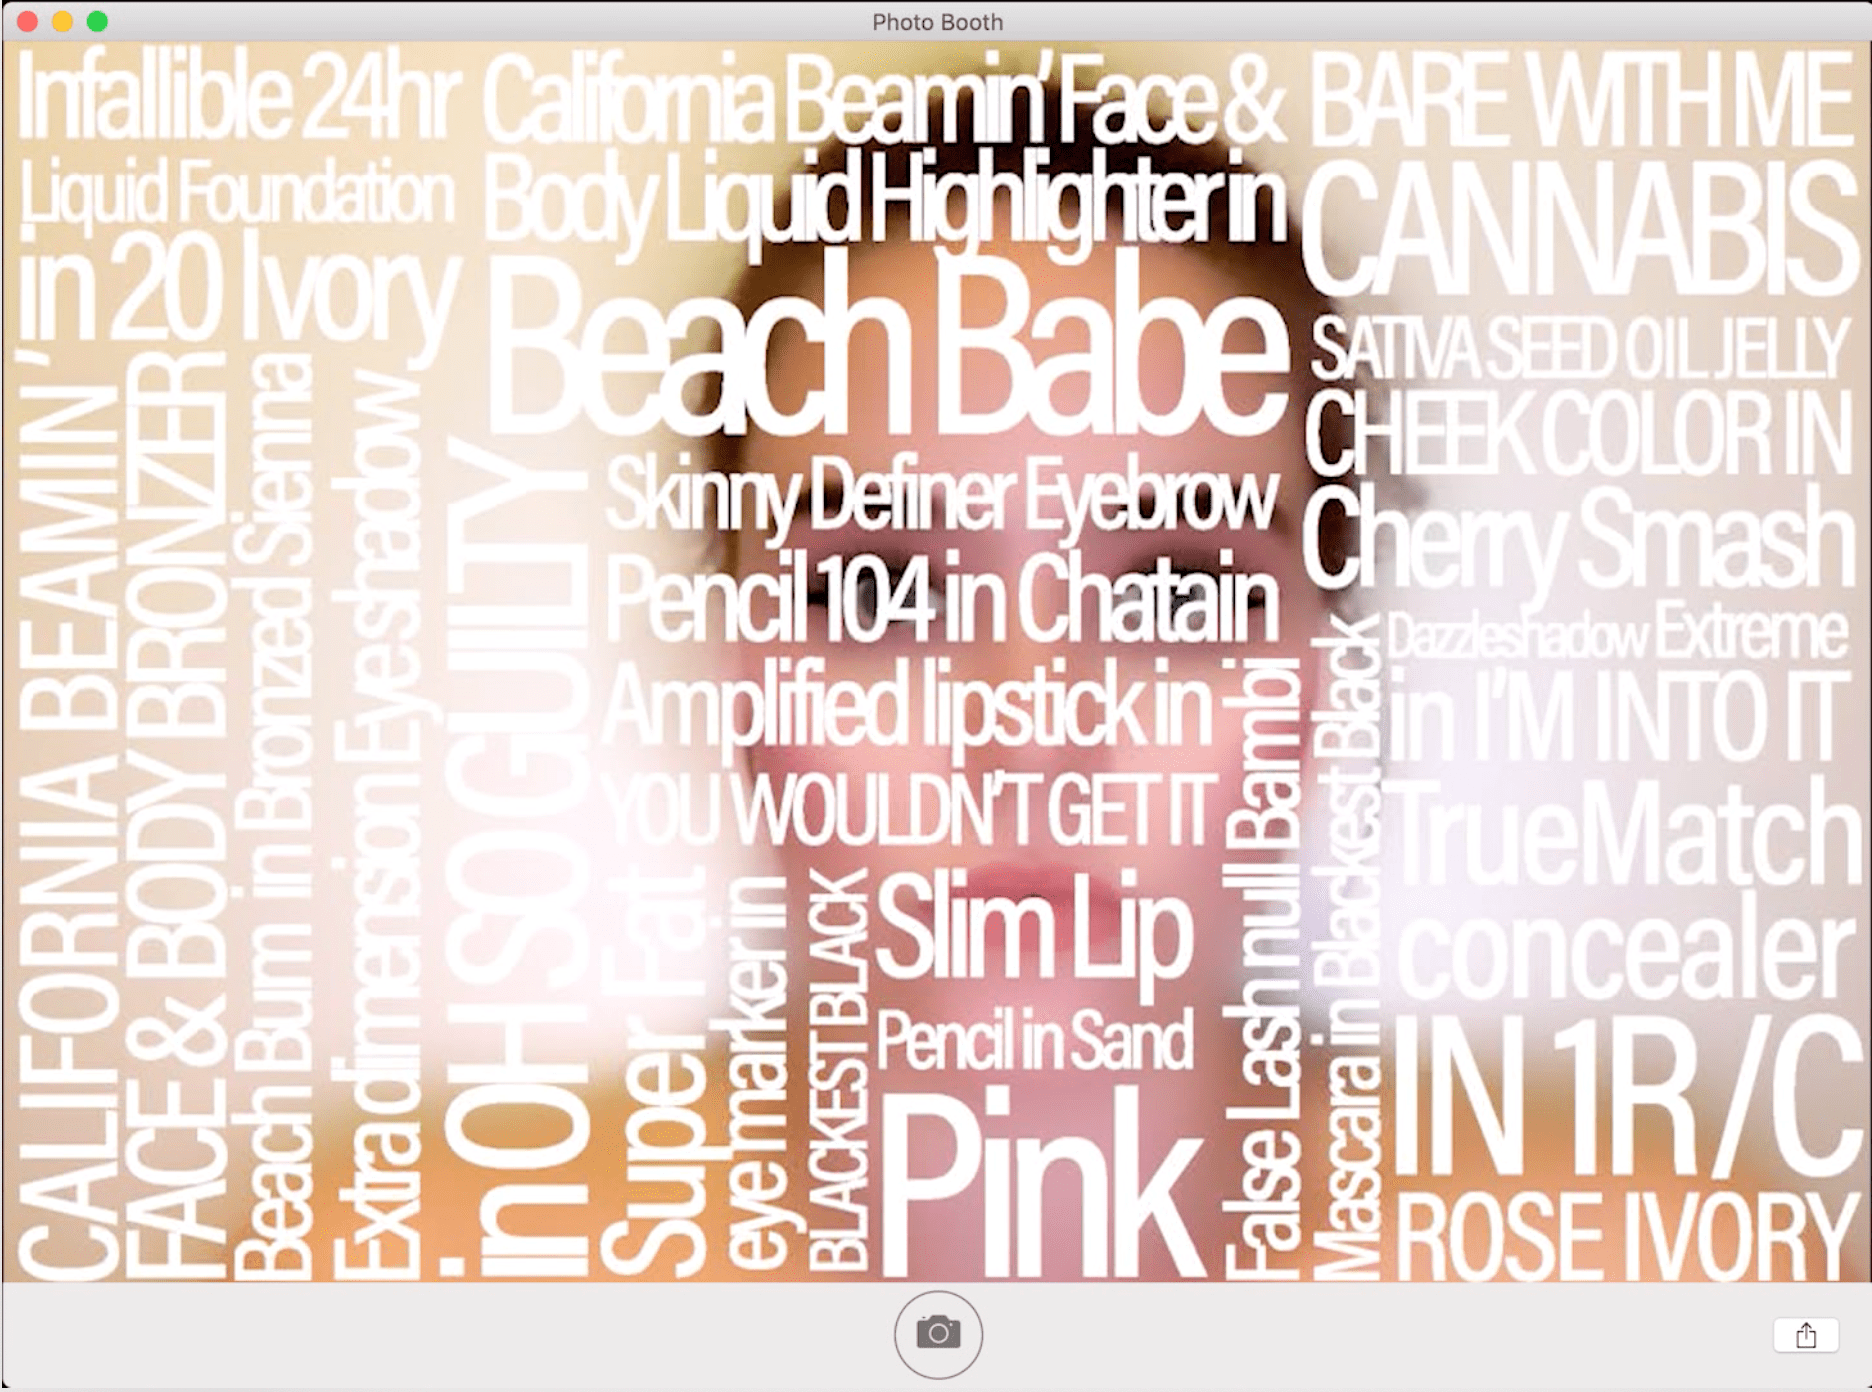 Photo Booth
Infallible 24hr
Liquid Foundation
in 20 Ivory
California Beamin' Face &
Body Liquid Highlighter in
Beach Babe
BARE WITH ME
CANNABIS
SATIVA SEED OIL JELLY
CHEEK COLOR IN
Cherry Smash
CALIFORNIA BEAMIN'
FACE & BODY BRONZER
Beach Bum in Bronzed Sienna
Extra dimension Eyeshadow
in OH SO GUILTY
Skinny Definer Eyebrow
Pencil 104 in Chatain
Amplified lipstick in
YOU WOULDN'T GET IT
Super Fat
eye marker in
BLACKEST BLACK
Slim Lip
Pencil in Sand
Pink
False Lash null Bambi
Mascara in Blackest Black
Dazzleshadow Extreme
in I'M INTO IT
TrueMatch
concealer
IN 1R/C
ROSE IVORY